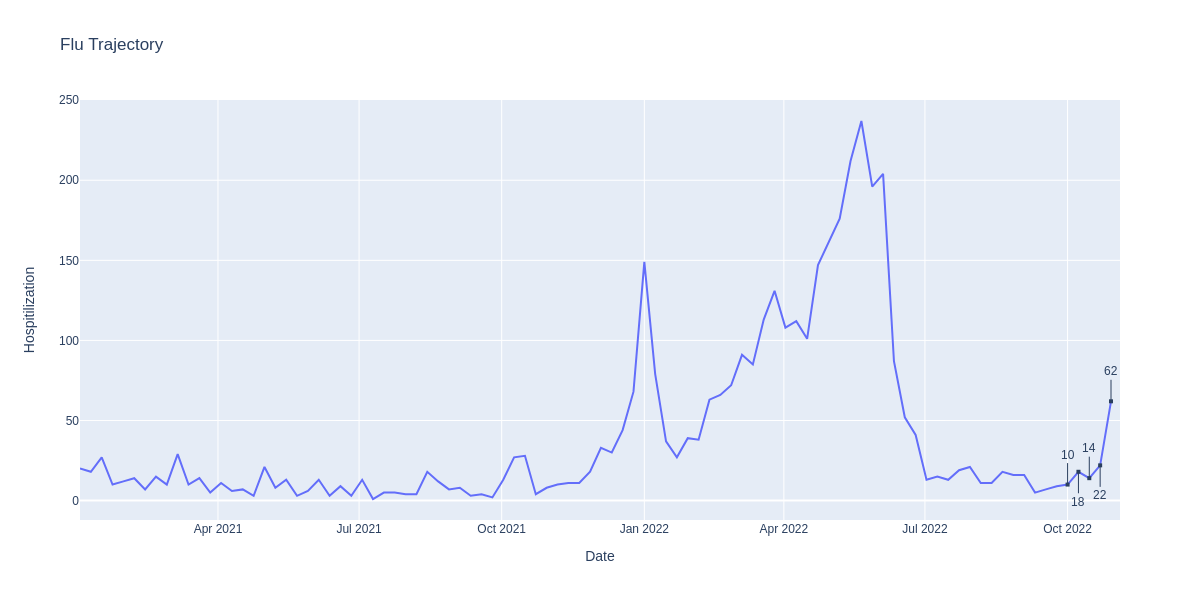 Flu Trajectory
250
200
150
100
50
0
Hospitilization
62
10
14
18
22
Apr 2021
Jul 2021
Oct 2021
Jan 2022
Apr 2022
Jul 2022
Oct 2022
Date